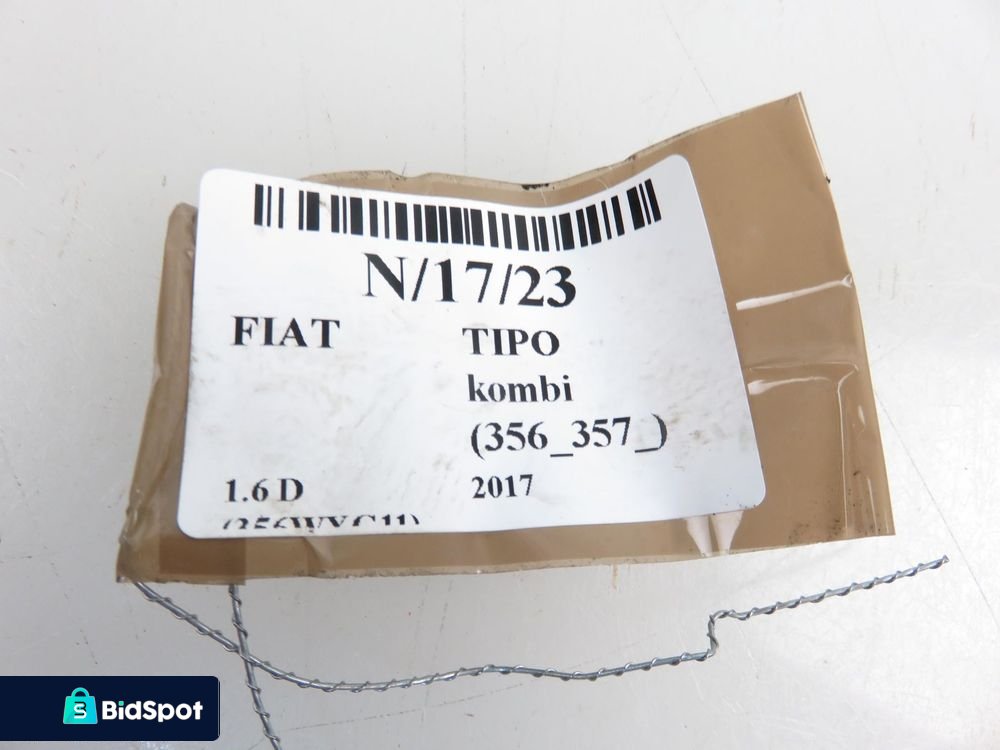 N/17/23
FIAT TIPO
kombi
(356_357_)
1.6 D 2017
BidSpot